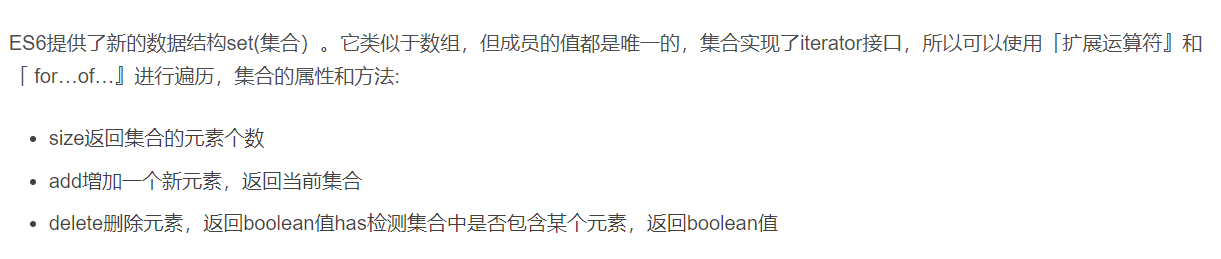 ES6提供了新的数据结构set(集合）。它类似于数组，但成员的值都是唯一的，集合实现了iterator接口，所以可以使用「扩展运算符』和
「 for…of…』进行遍历，集合的属性和方法:
• size返回集合的元素个数
• add增加一个新元素，返回当前集合
• delete删除元素，返回boolean值has检测集合中是否包含某个元素，返回boolean值